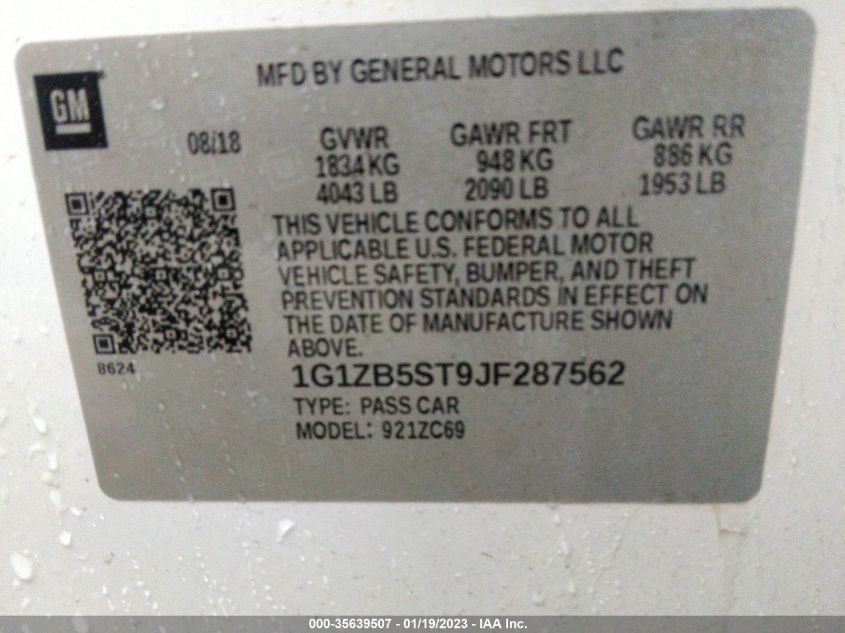 MFD BY GENERAL MOTORS LLC
GM
08/18
GVWR GAWR FRT GAWR RR
1834 KG 948 KG 886 KG
4043 LB 2090 LB 1953 LB
THIS VEHICLE CONFORMS TO ALL
APPLICABLE U.S. FEDERAL MOTOR
VEHICLE SAFETY, BUMPER, AND THEFT
PREVENTION STANDARDS IN EFFECT ON
THE DATE OF MANUFACTURE SHOWN
ABOVE.
8624
1G1ZB5ST9JF287562
TYPE: PASS CAR
MODEL: 921ZC69
000-35639507 - 01/19/2023 - IAA Inc.